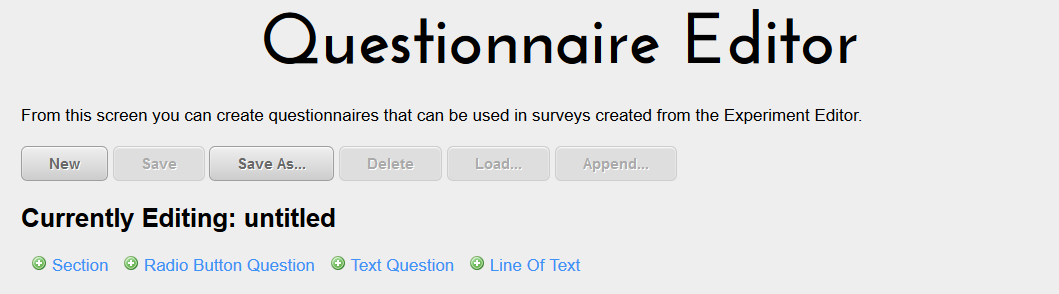 Questionnaire Editor
From this screen you can create questionnaires that can be used in surveys created from the Experiment Editor.
New Save Save As... Delete Load... Append...
Currently Editing: untitled
Section Radio Button Question Text Question Line Of Text